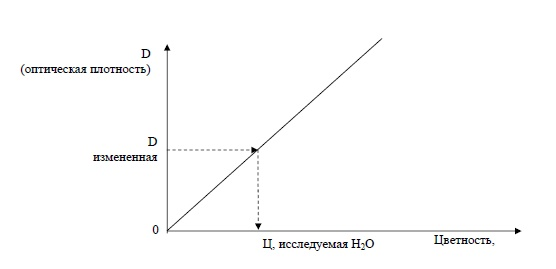 D
(оптическая плотность)
D
измененная
0
Ц, исследуемая H₂O
Цветность,